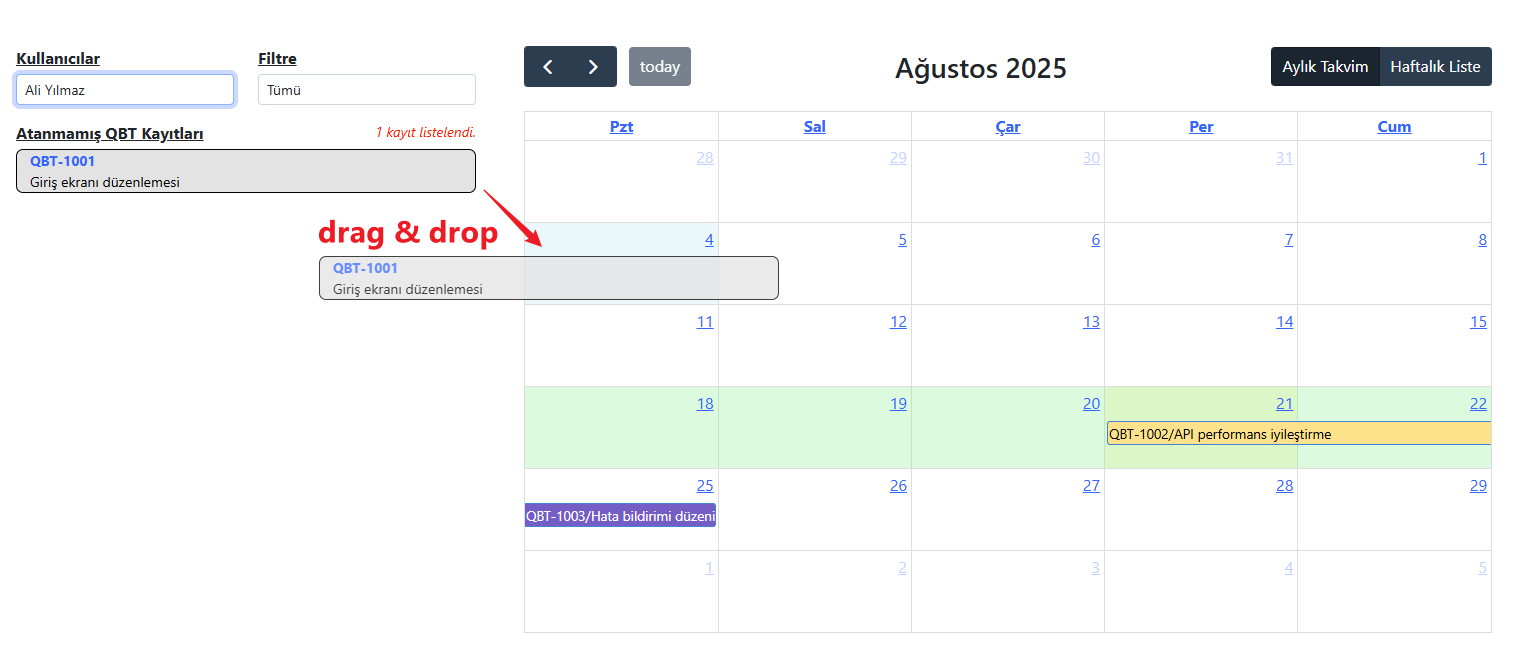 Kullanıcılar
Filtre
Ali Yılmaz
Tümü
Atanmamış QBT Kayıtları
1 kayıt listelendi.
QBT-1001
Giriş ekranı düzenlemesi
drag & drop
QBT-1001
Giriş ekranı düzenlemesi
today
Ağustos 2025
Aylık Takvim
Haftalık Liste
Pzt Sal Çar Per Cum
28 29 30 31 1
4 5 6 7 8
11 12 13 14 15
18 19 20 21 22
QBT-1002/API performans iyileştirme
25 26 27 28 29
QBT-1003/Hata bildirimi düzeni
1 2 3 4 5